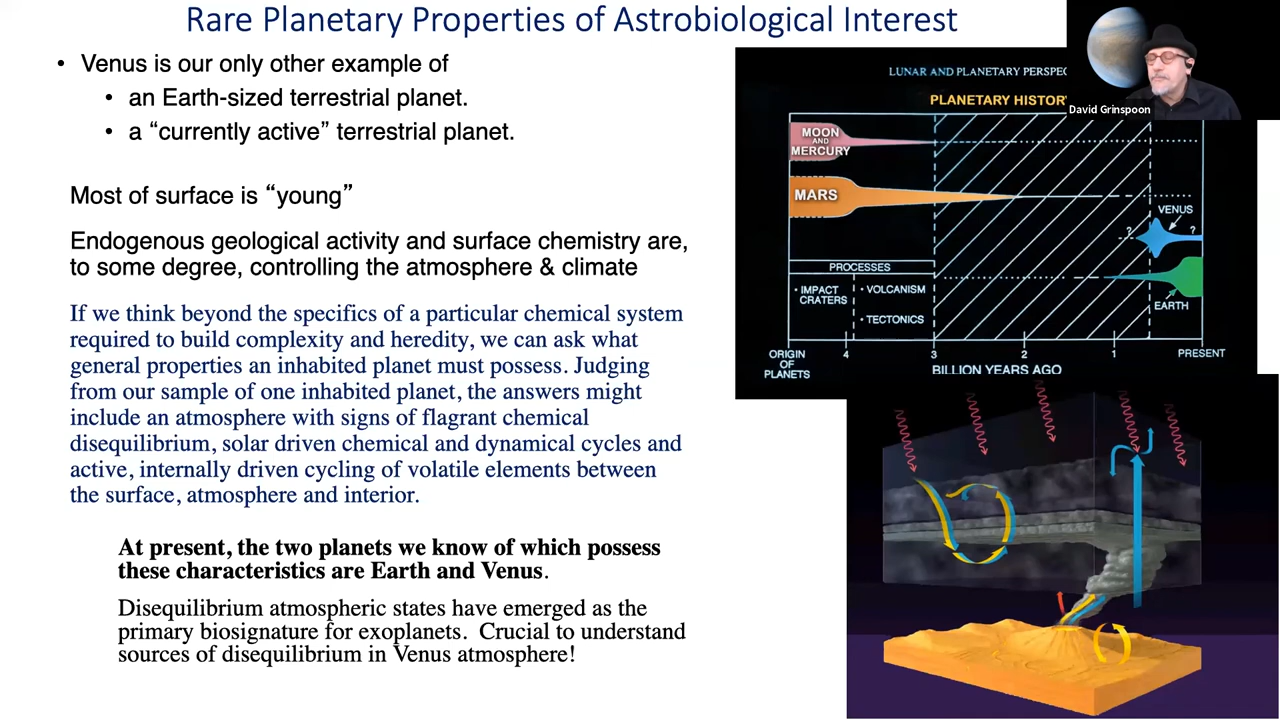 Rare Planetary Properties of Astrobiological Interest
• Venus is our only other example of
• an Earth-sized terrestrial planet.
• a “currently active” terrestrial planet.
Most of surface is “young”
Endogenous geological activity and surface chemistry are,
to some degree, controlling the atmosphere & climate
If we think beyond the specifics of a particular chemical system
required to build complexity and heredity, we can ask what
general properties an inhabited planet must possess. Judging
from our sample of one inhabited planet, the answers might
include an atmosphere with signs of flagrant chemical
disequilibrium, solar driven chemical and dynamical cycles and
active, internally driven cycling of volatile elements between
the surface, atmosphere and interior.
At present, the two planets we know of which possess
these characteristics are Earth and Venus.
Disequilibrium atmospheric states have emerged as the
primary biosignature for exoplanets. Crucial to understand
sources of disequilibrium in Venus atmosphere!
LUNAR AND PLANETARY PERSPEC
PLANETARY HISTOR
David Grinspoon
MOON
AND
MERCURY
MARS
VENUS
? ?
EARTH
PROCESSES
• IMPACT
CRATERS
• VOLCANISM
• TECTONICS
ORIGIN
OF
PLANETS
4 3 2 1 PRESENT
BILLION YEARS AGO